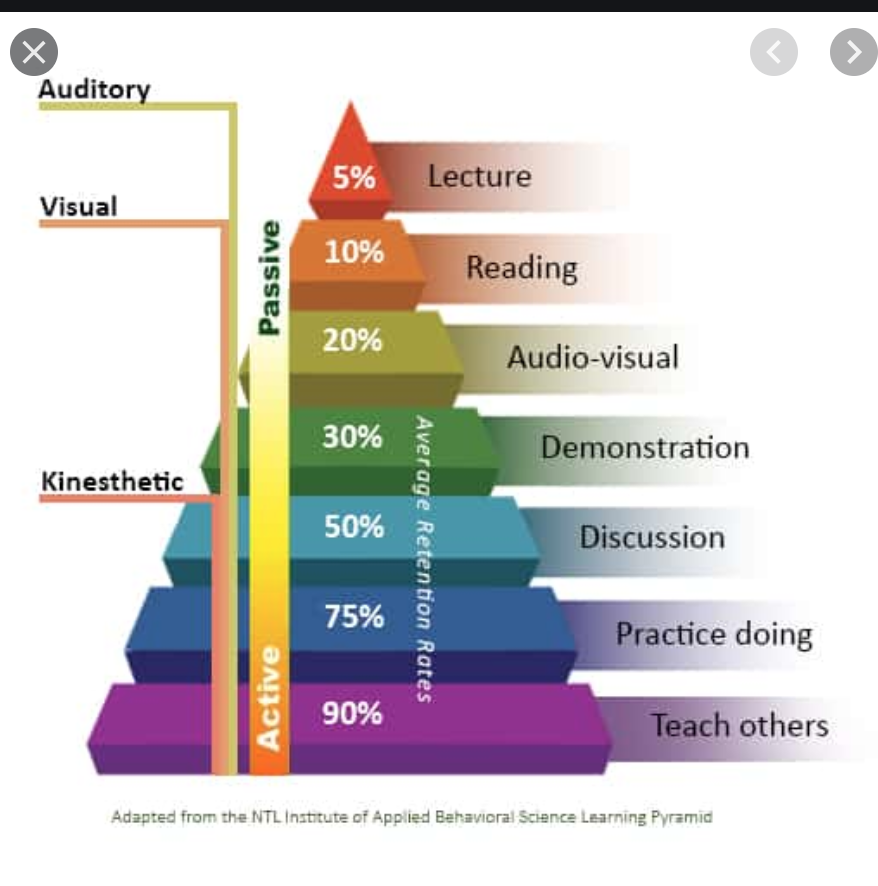 Auditory
5% Lecture
Visual
10% Reading
Passive
20% Audio-visual
30% Demonstration
Kinesthetic
50% Discussion
Average Retention Rates
75% Practice doing
Active
90% Teach others
Adapted from the NTL Institute of Applied Behavioral Science Learning Pyramid